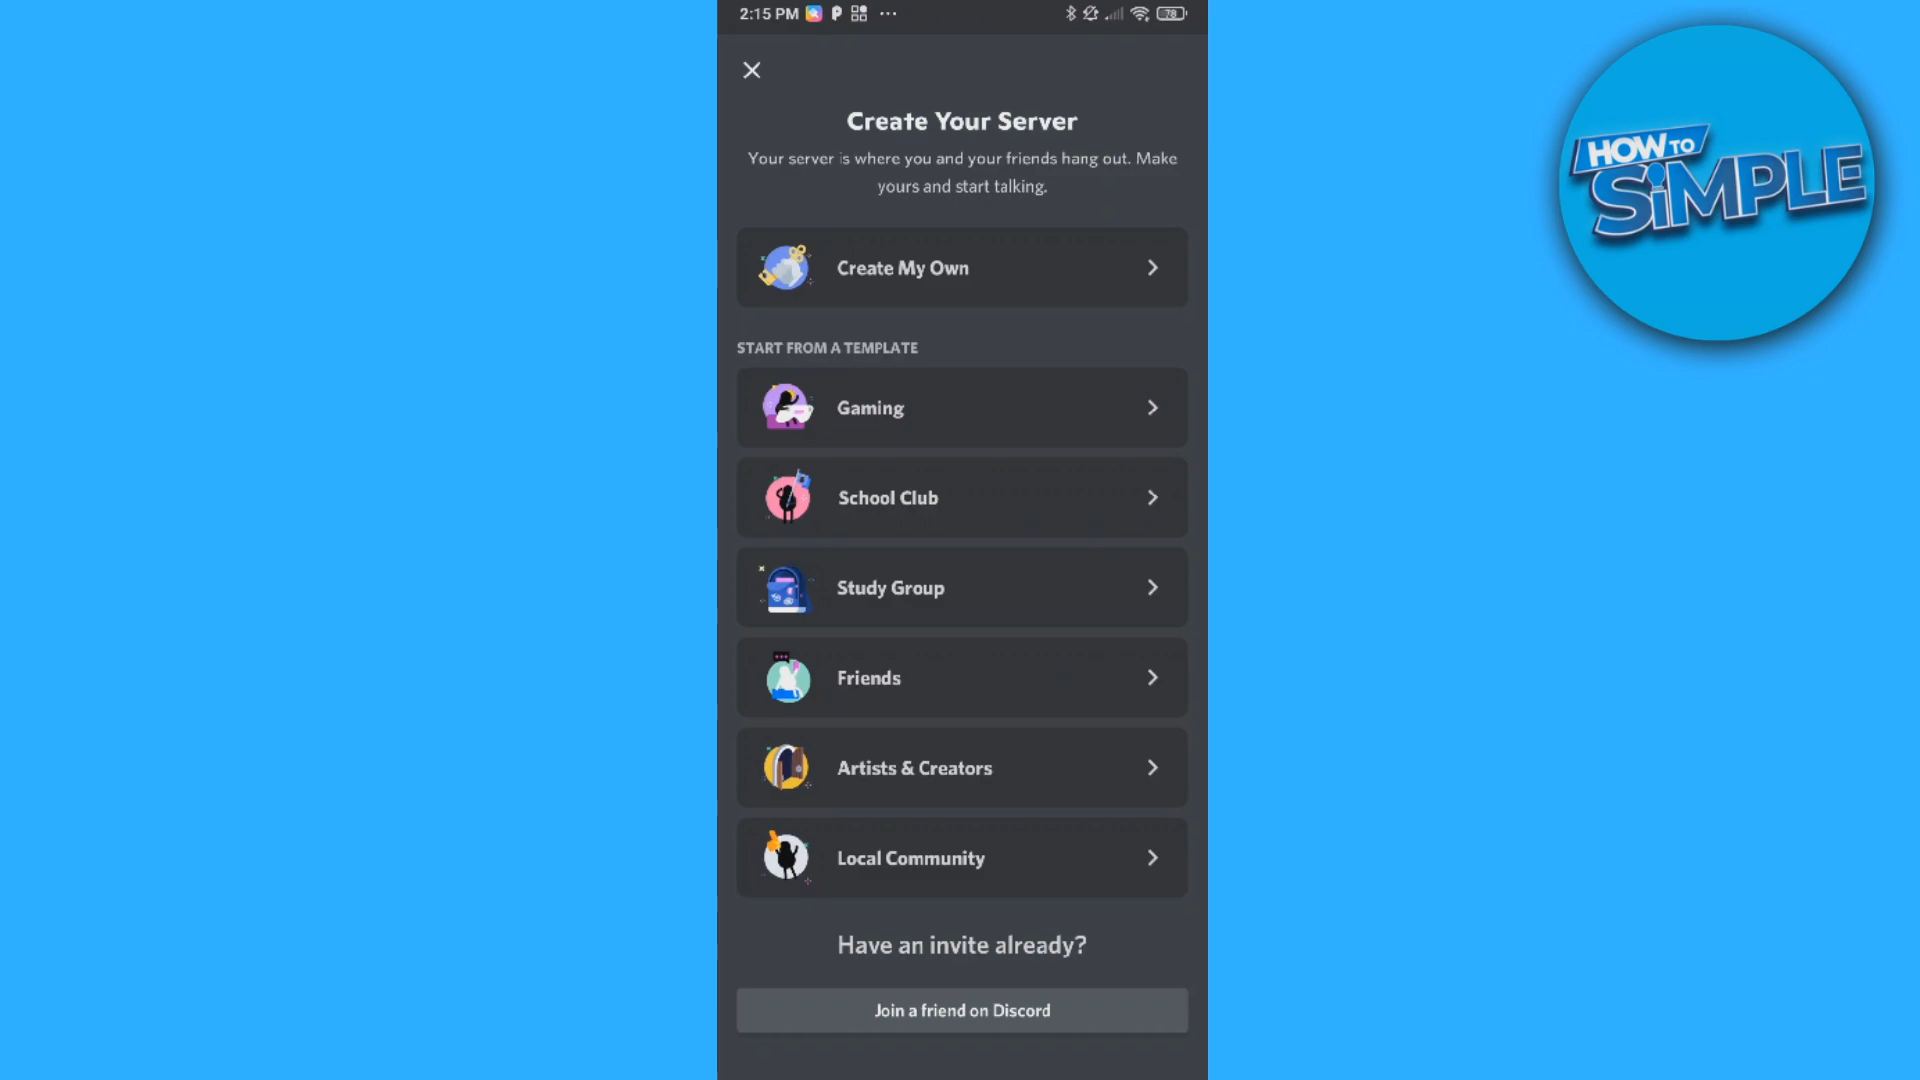 2:15 PM
78
Create Your Server
Your server is where you and your friends hang out. Make
yours and start talking.
Create My Own
START FROM A TEMPLATE
Gaming
School Club
Study Group
Friends
Artists & Creators
Local Community
Have an invite already?
Join a friend on Discord
HOW TO
SiMPLE